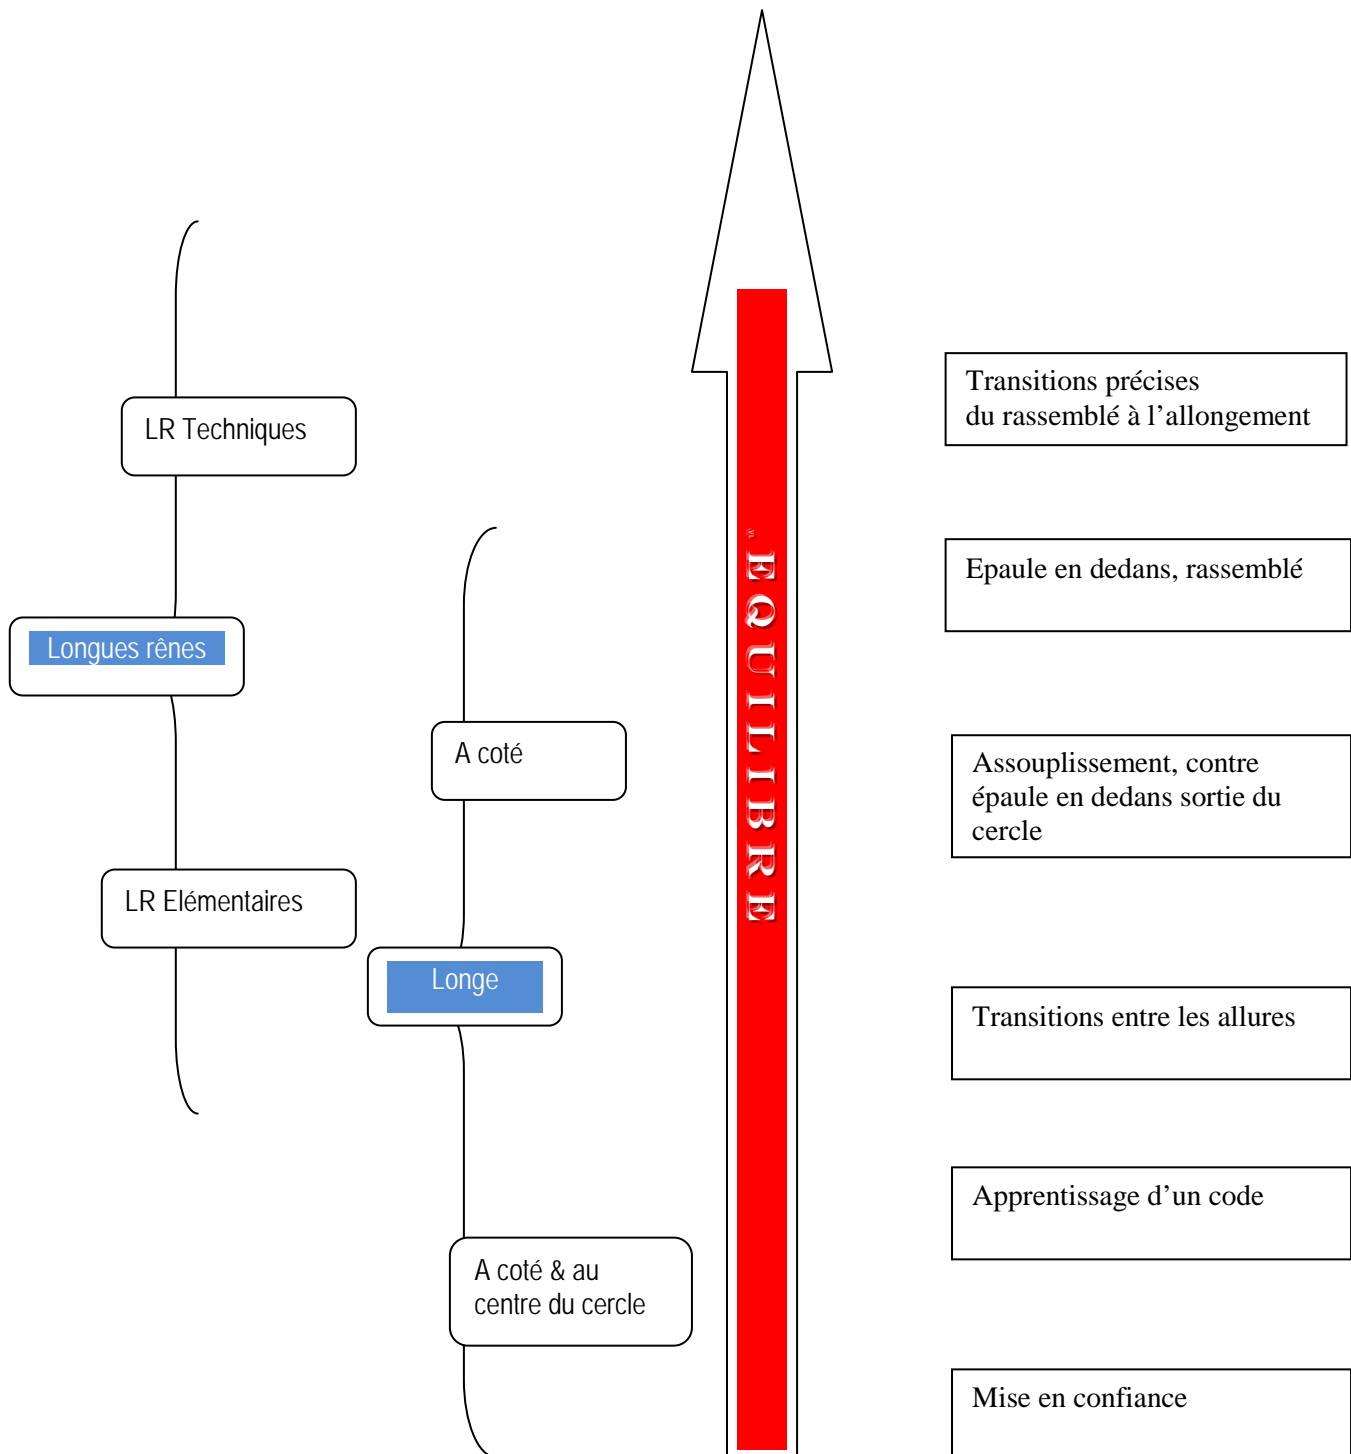 LR Techniques
Longues rênes
LR Elémentaires
A coté
Longe
A coté & au
centre du cercle
EQUILIBRE
Transitions précises
du rassemblé à l’allongement
Epaule en dedans, rassemblé
Assouplissement, contre
épaule en dedans sortie du
cercle
Transitions entre les allures
Apprentissage d’un code
Mise en confiance